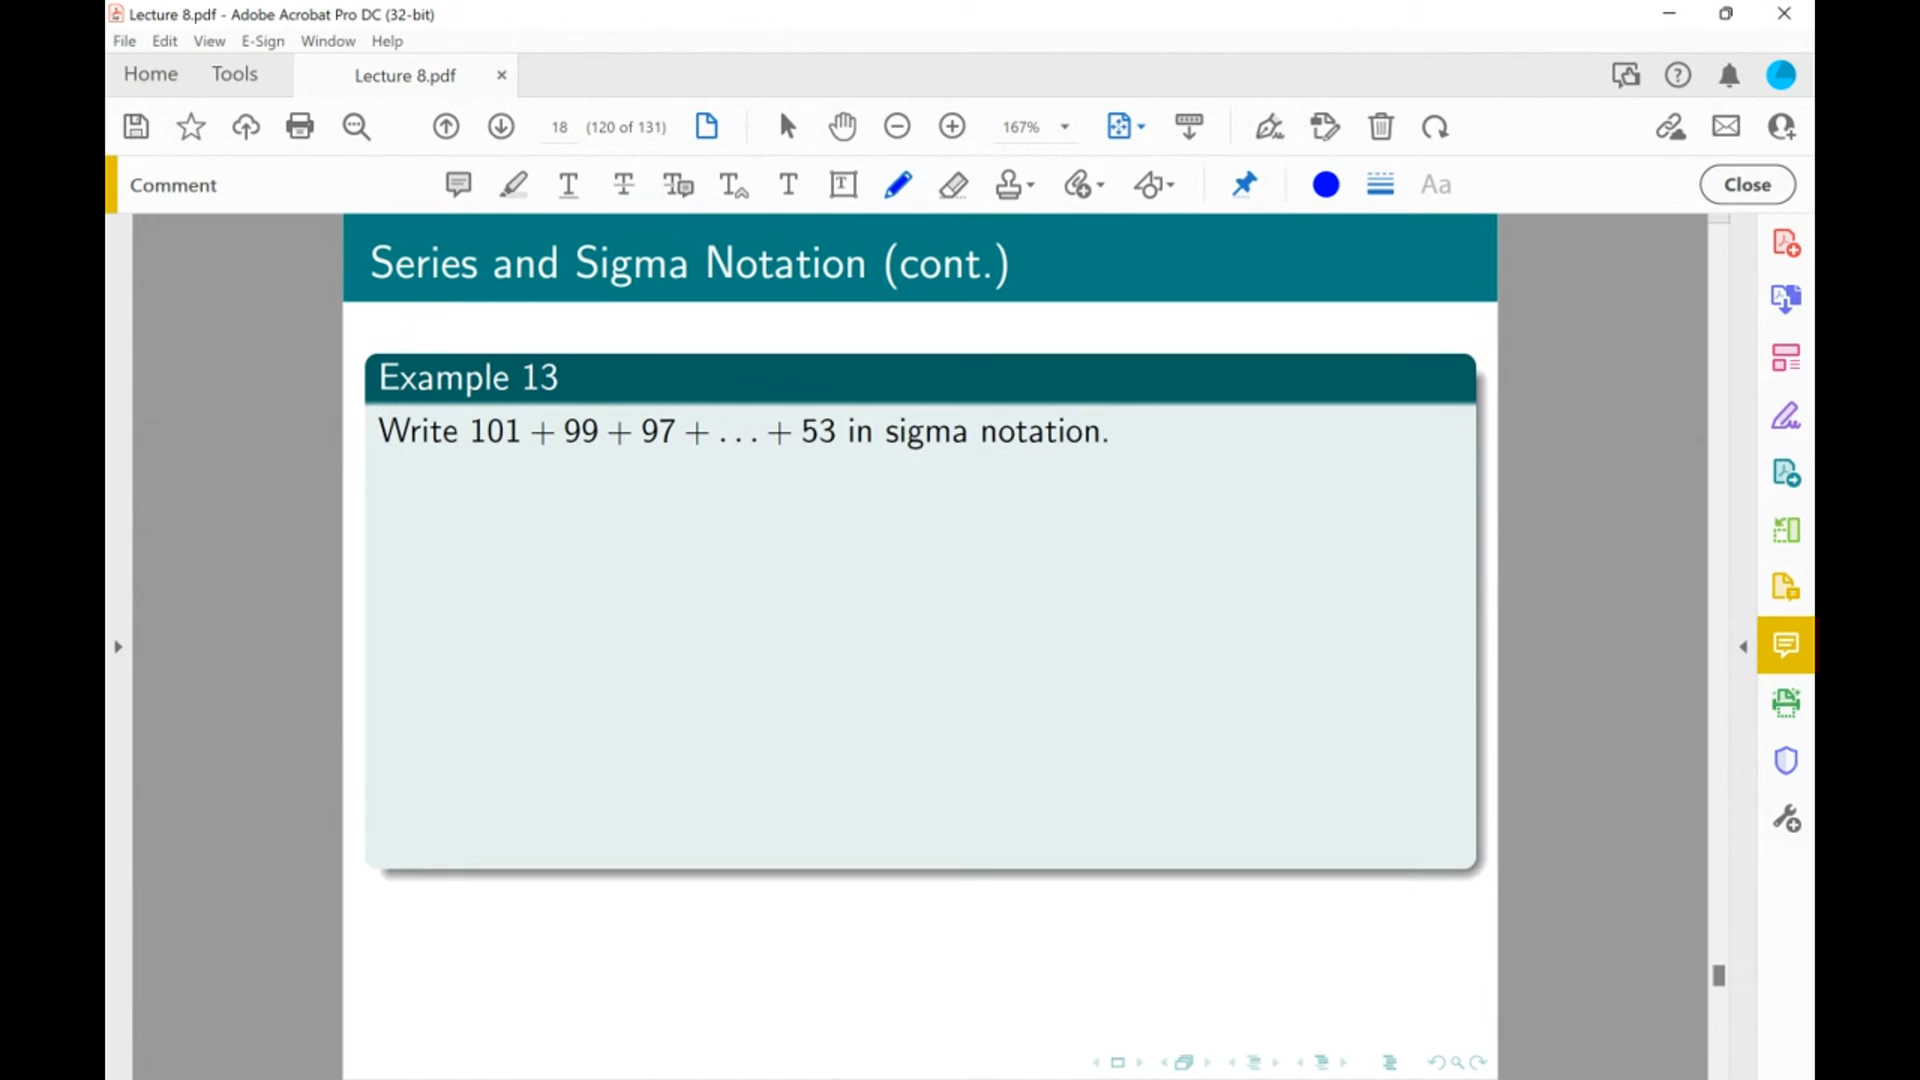 Lecture 8.pdf - Adobe Acrobat Pro DC (32-bit)
File Edit View E-Sign Window Help
Home Tools Lecture 8.pdf ×
18 (120 of 131) 167%
Comment Aa Close
Series and Sigma Notation (cont.)
Example 13
Write 101 + 99 + 97 + . . . + 53 in sigma notation.